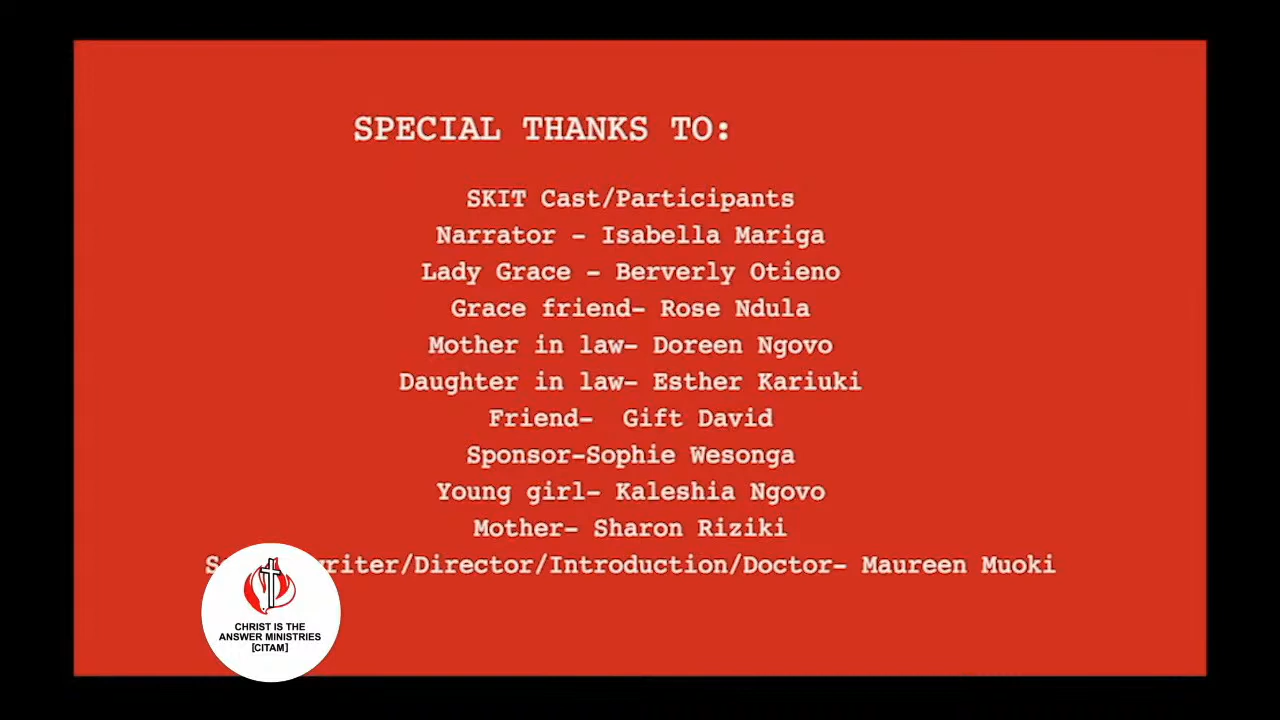 SPECIAL THANKS TO:
SKIT Cast/Participants
Narrator - Isabella Mariga
Lady Grace - Berverly Otieno
Grace friend- Rose Ndula
Mother in law- Doreen Ngovo
Daughter in law- Esther Kariuki
Friend-  Gift David
Sponsor-Sophie Wesonga
Young girl- Kaleshia Ngovo
Mother- Sharon Riziki
/Director/Introduction/Doctor- Maureen Muoki
CHRIST IS THE
ANSWER MINISTRIES
[CITAM]